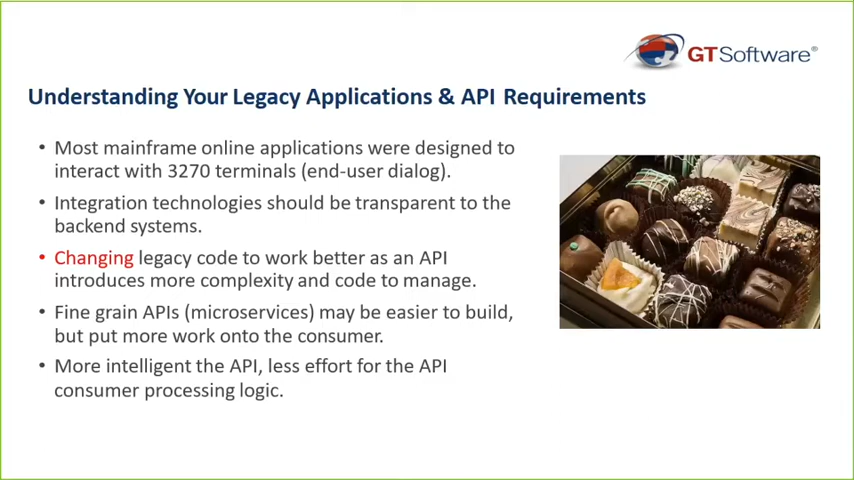 GTSoftware®
Understanding Your Legacy Applications & API Requirements
• Most mainframe online applications were designed to
interact with 3270 terminals (end-user dialog).
• Integration technologies should be transparent to the
backend systems.
• Changing legacy code to work better as an API
introduces more complexity and code to manage.
• Fine grain APIs (microservices) may be easier to build,
but put more work onto the consumer.
• More intelligent the API, less effort for the API
consumer processing logic.